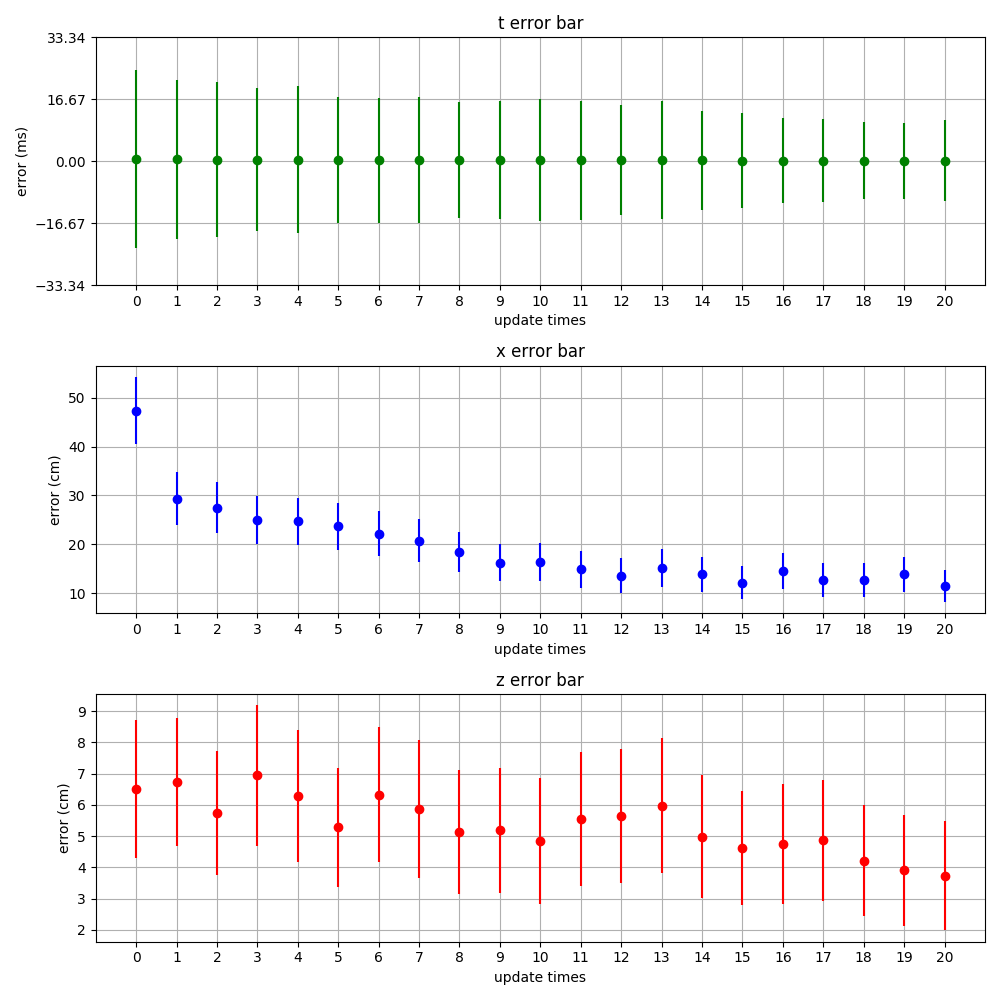 t error bar
33.34
16.67
0.00
−16.67
−33.34
error (ms)
0 1 2 3 4 5 6 7 8 9 10 11 12 13 14 15 16 17 18 19 20
update times
x error bar
50
40
30
20
10
error (cm)
0 1 2 3 4 5 6 7 8 9 10 11 12 13 14 15 16 17 18 19 20
update times
z error bar
9
8
7
6
5
4
3
2
error (cm)
0 1 2 3 4 5 6 7 8 9 10 11 12 13 14 15 16 17 18 19 20
update times